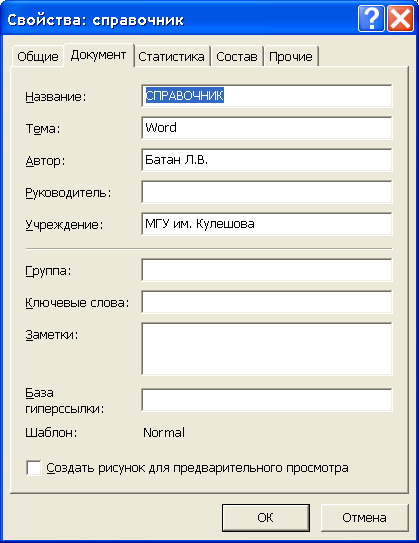 Свойства: справочник
Общие Документ Статистика Состав Прочие
Название: СПРАВОЧНИК
Тема: Word
Автор: Батан Л.В.
Руководитель:
Учреждение: МГУ им. Кулешова
Группа:
Ключевые слова:
Заметки:
База
гиперссылки:
Шаблон: Normal
Создать рисунок для предварительного просмотра
ОК Отмена